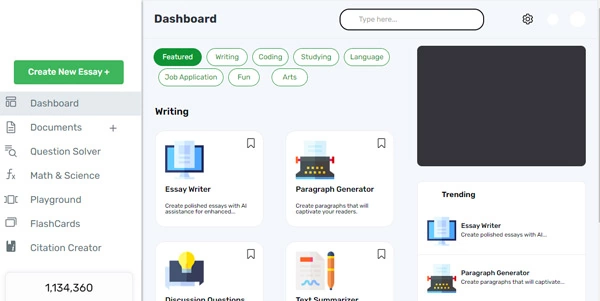 Create New Essay +
Dashboard
Documents +
Question Solver
Math & Science
Playground
FlashCards
Citation Creator
1,134,360
Dashboard
Type here...
Featured
Writing
Coding
Studying
Language
Job Application
Fun
Arts
Writing
Essay Writer
Create polished essays with AI
assistance for enhanced...
Paragraph Generator
Create paragraphs that will
captivate your readers.
Discussion Questions
Text Summarizer
Trending
Essay Writer
Create polished essays with AI...
Paragraph Generator
Create paragraphs that will captivate...